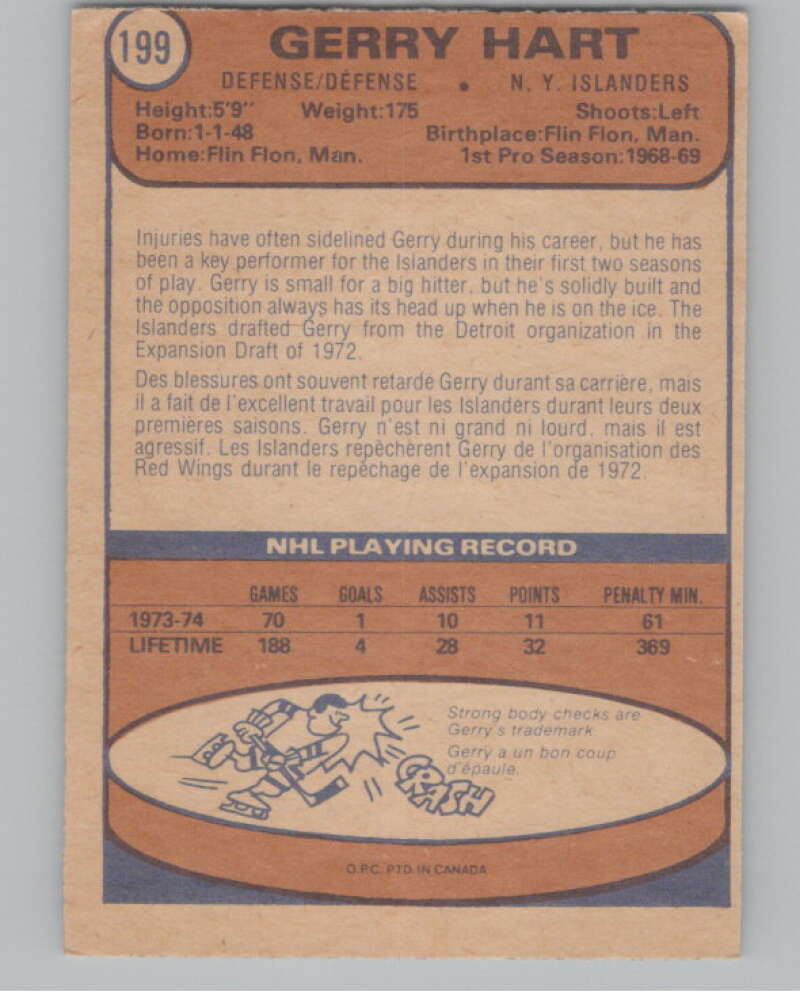 199
GERRY HART
DEFENSE/DÉFENSE • N. Y. ISLANDERS
Height:5'9" Weight:175 Shoots:Left
Born:1-1-48 Birthplace:Flin Flon, Man.
Home:Flin Flon, Man. 1st Pro Season:1968-69
Injuries have often sidelined Gerry during his career, but he has
been a key performer for the Islanders in their first two seasons
of play. Gerry is small for a big hitter, but he's solidly built and
the opposition always has its head up when he is on the ice. The
Islanders drafted Gerry from the Detroit organization in the
Expansion Draft of 1972.
Des blessures ont souvent retardé Gerry durant sa carrière, mais
il a fait de l'excellent travail pour les Islanders durant leurs deux
premières saisons. Gerry n'est ni grand ni lourd, mais il est
agressif. Les Islanders repêchèrent Gerry de l'organisation des
Red Wings durant le repêchage de l'expansion de 1972.
NHL PLAYING RECORD
GAMES GOALS ASSISTS POINTS PENALTY MIN.
1973-74 70 1 10 11 61
LIFETIME 188 4 28 32 369
Strong body checks are
Gerry's trademark
Gerry a un bon coup
d'épaule.
CRASH
O.P.C. PTD. IN CANADA